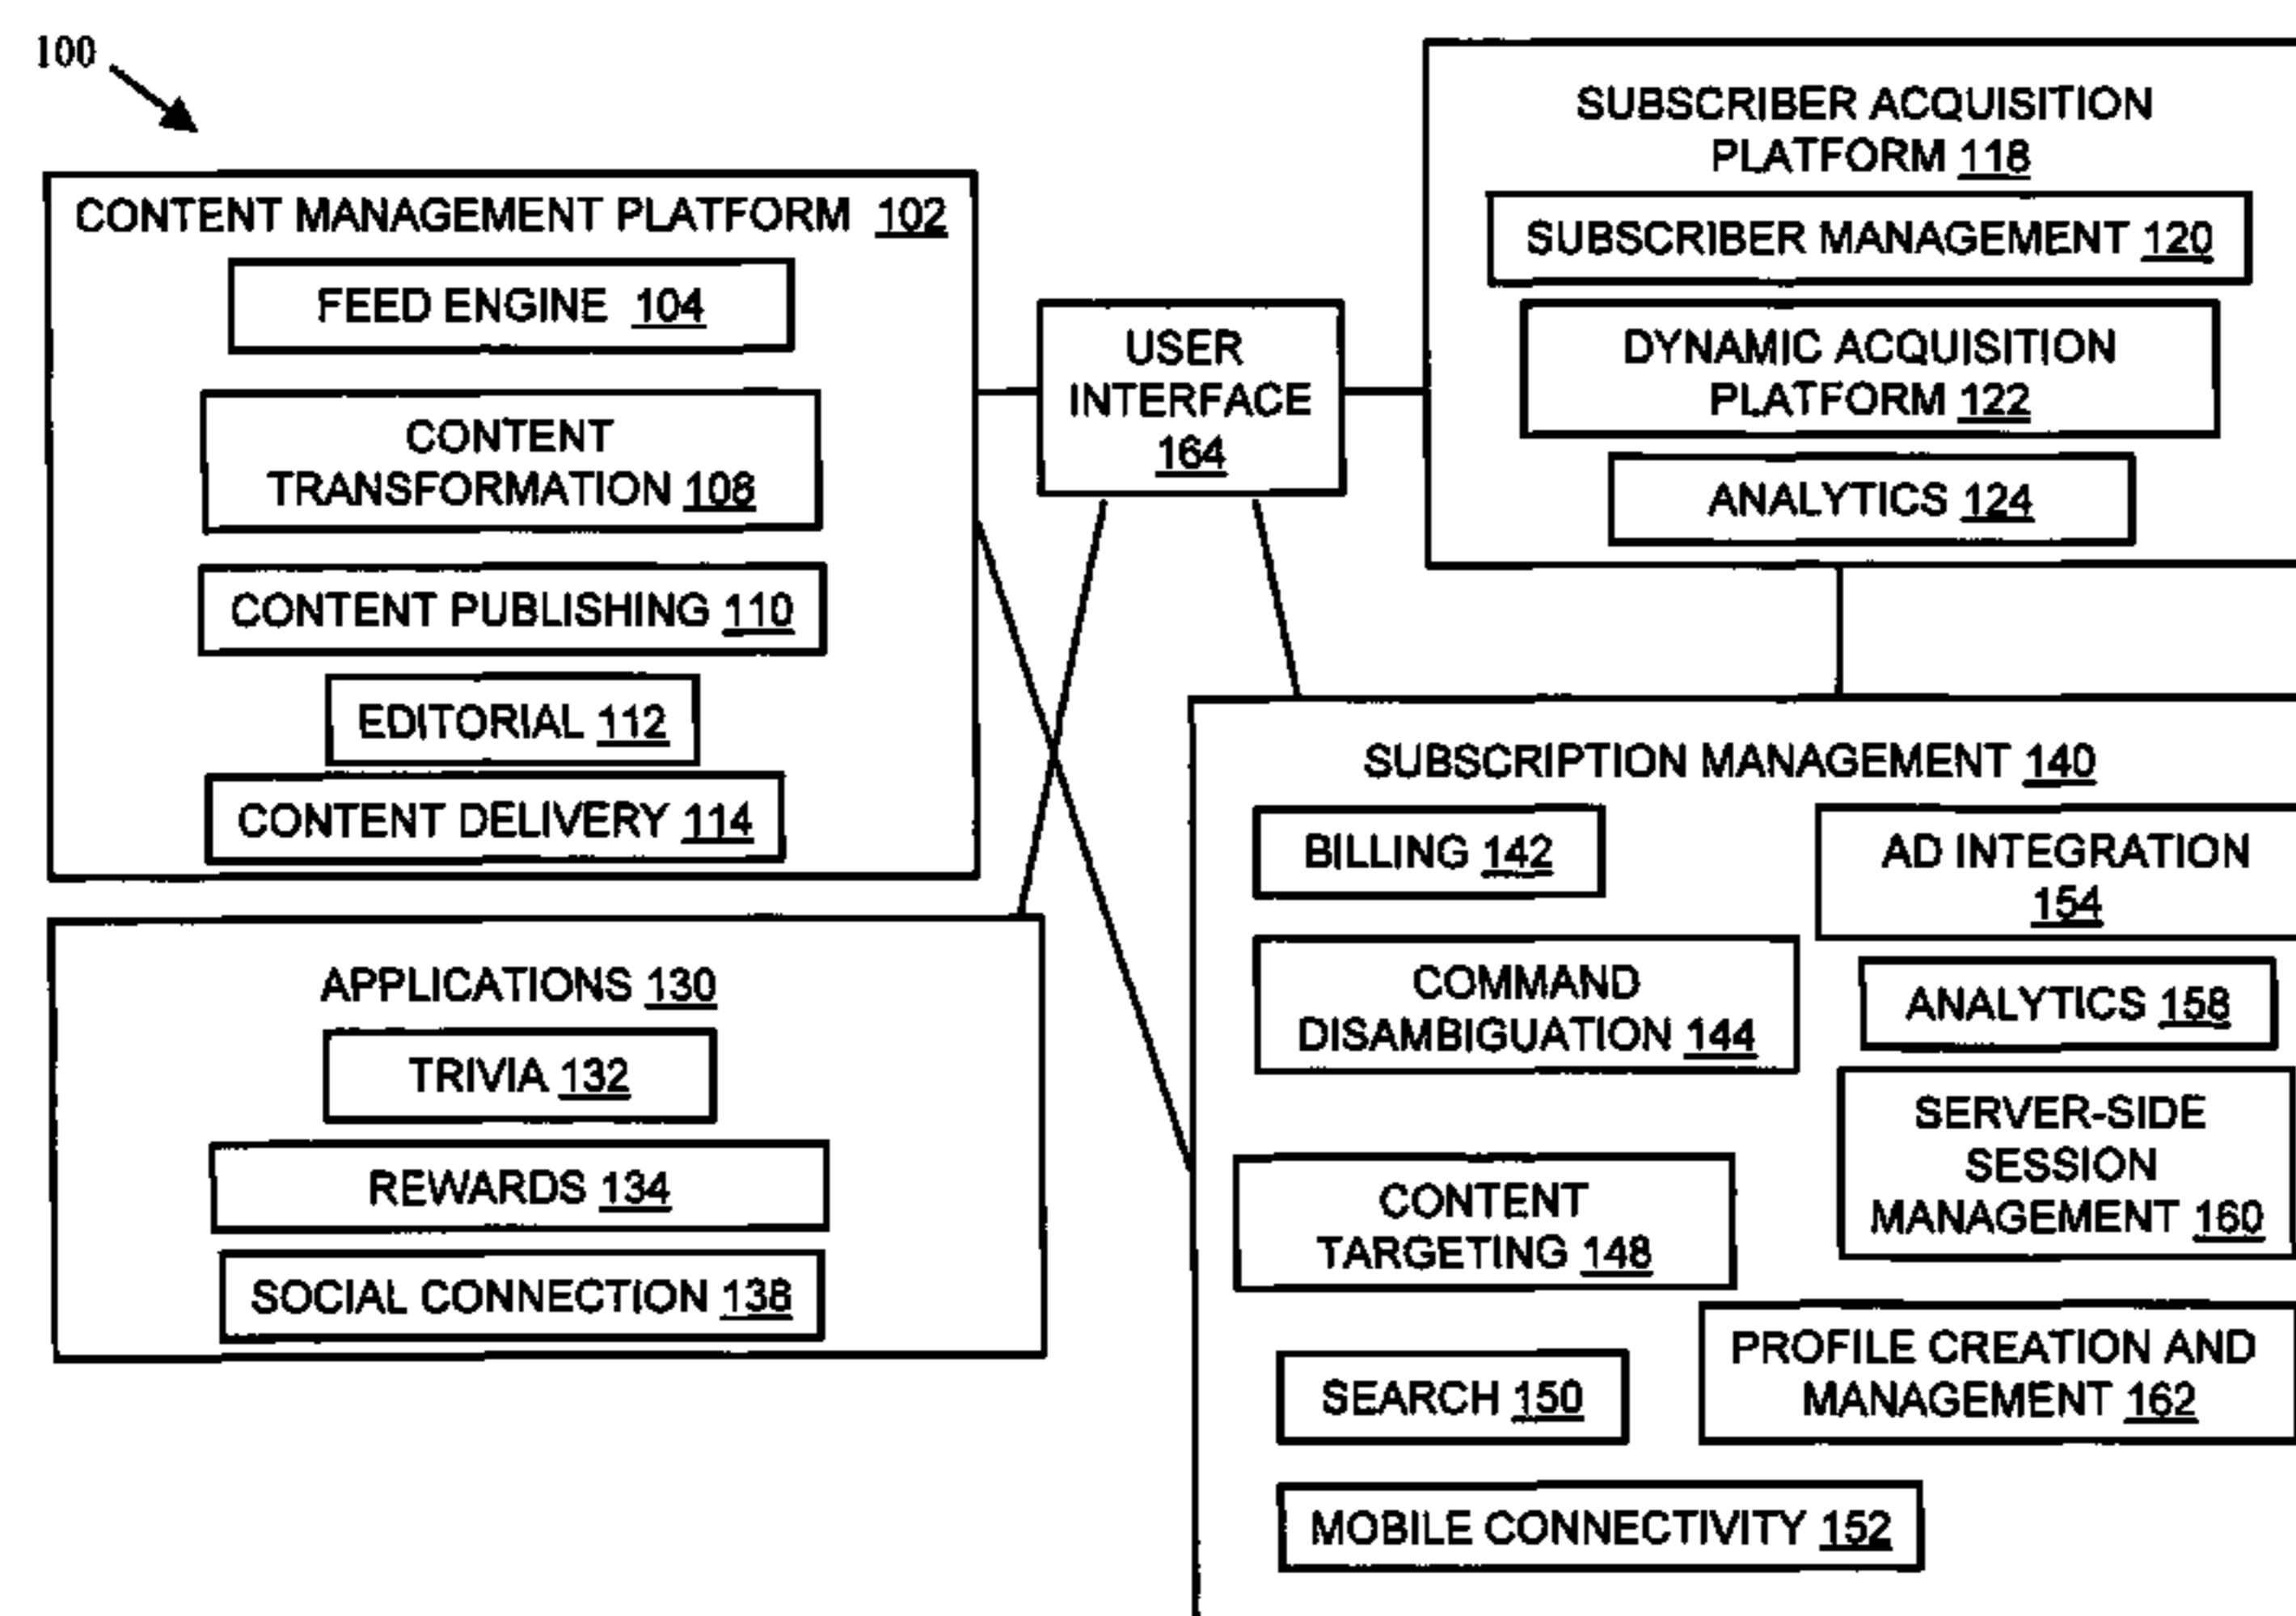 100
CONTENT MANAGEMENT PLATFORM 102
FEED ENGINE 104
CONTENT
TRANSFORMATION 108
CONTENT PUBLISHING 110
EDITORIAL 112
CONTENT DELIVERY 114
APPLICATIONS 130
TRIVIA 132
REWARDS 134
SOCIAL CONNECTION 138
USER
INTERFACE
164
SUBSCRIBER ACQUISITION
PLATFORM 118
SUBSCRIBER MANAGEMENT 120
DYNAMIC ACQUISITION
PLATFORM 122
ANALYTICS 124
SUBSCRIPTION MANAGEMENT 140
BILLING 142
COMMAND
DISAMBIGUATION 144
CONTENT
TARGETING 148
SEARCH 150
MOBILE CONNECTIVITY 152
AD INTEGRATION
154
ANALYTICS 158
SERVER-SIDE
SESSION
MANAGEMENT 160
PROFILE CREATION AND
MANAGEMENT 162